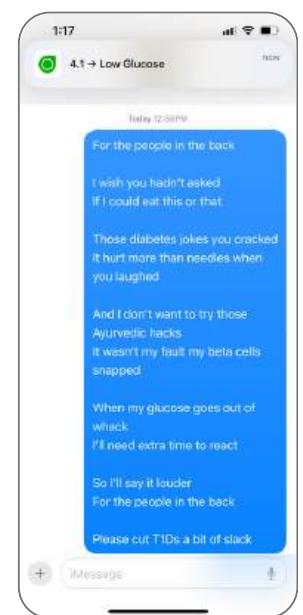 1:17
4.1 → Low Glucose
now
Today 12:58 PM
For the people in the back
I wish you hadn't asked
If I could eat this or that
Those diabetes jokes you cracked
It hurt more than needles when
you laughed
And I don't want to try those
Ayurvedic hacks
It wasn't my fault my beta cells
snapped
When my glucose goes out of
whack
I'll need extra time to react
So I'll say it louder
For the people in the back
Please cut T1Ds a bit of slack
iMessage